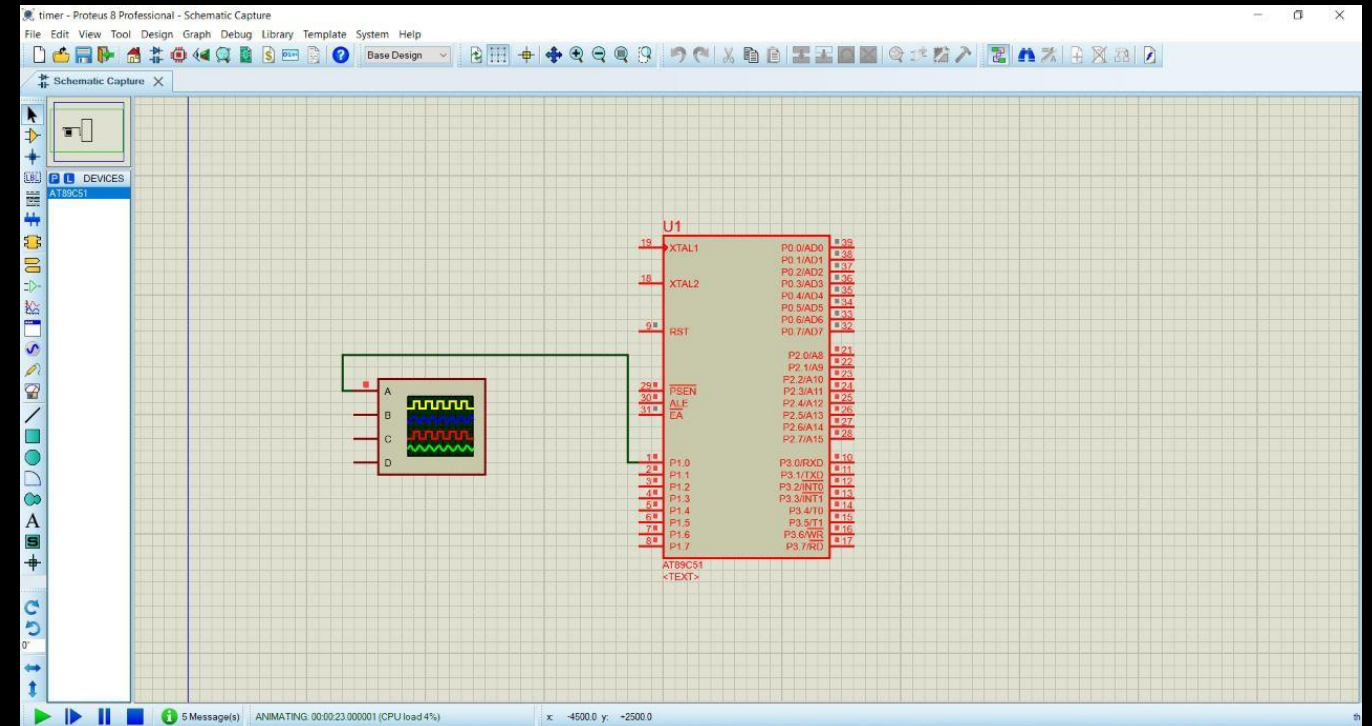 timer - Proteus 8 Professional - Schematic Capture
File Edit View Tool Design Graph Debug Library Template System Help
Base Design
Schematic Capture
P L DEVICES
AT89C51
LBL
A
S
0°
U1
19 XTAL1
18 XTAL2
9 RST
29 PSEN
30 ALE
31 EA
1 P1.0
2 P1.1
3 P1.2
4 P1.3
5 P1.4
6 P1.5
7 P1.6
8 P1.7
P0.0/AD0 39
P0.1/AD1 38
P0.2/AD2 37
P0.3/AD3 36
P0.4/AD4 35
P0.5/AD5 34
P0.6/AD6 33
P0.7/AD7 32
P2.0/A8 21
P2.1/A9 22
P2.2/A10 23
P2.3/A11 24
P2.4/A12 25
P2.5/A13 26
P2.6/A14 27
P2.7/A15 28
P3.0/RXD 10
P3.1/TXD 11
P3.2/INT0 12
P3.3/INT1 13
P3.4/T0 14
P3.5/T1 15
P3.6/WR 16
P3.7/RD 17
AT89C51
<TEXT>
A
B
C
D
5 Message(s) ANIMATING: 00:00:23.000001 (CPU load 4%) x: -4500.0 y: +2500.0 th